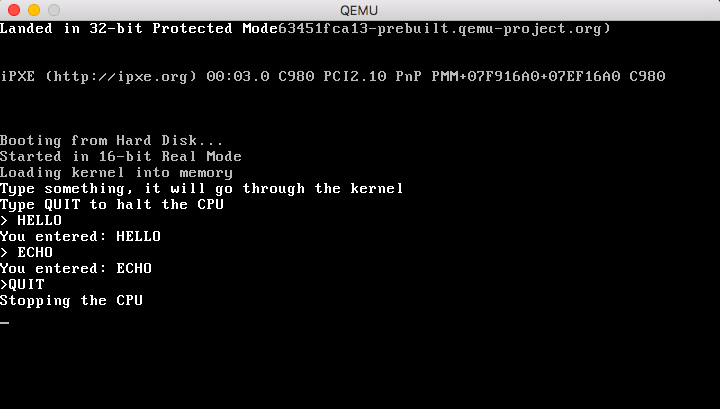 QEMU
Landed in 32-bit Protected Mode63451fca13-prebuilt.qemu-project.org)
iPXE (http://ipxe.org) 00:03.0 C980 PCI2.10 PnP PMM+07F916A0+07EF16A0 C980
Booting from Hard Disk...
Started in 16-bit Real Mode
Loading kernel into memory
Type something, it will go through the kernel
Type QUIT to halt the CPU
> HELLO
You entered: HELLO
> ECHO
You entered: ECHO
>QUIT
Stopping the CPU
_